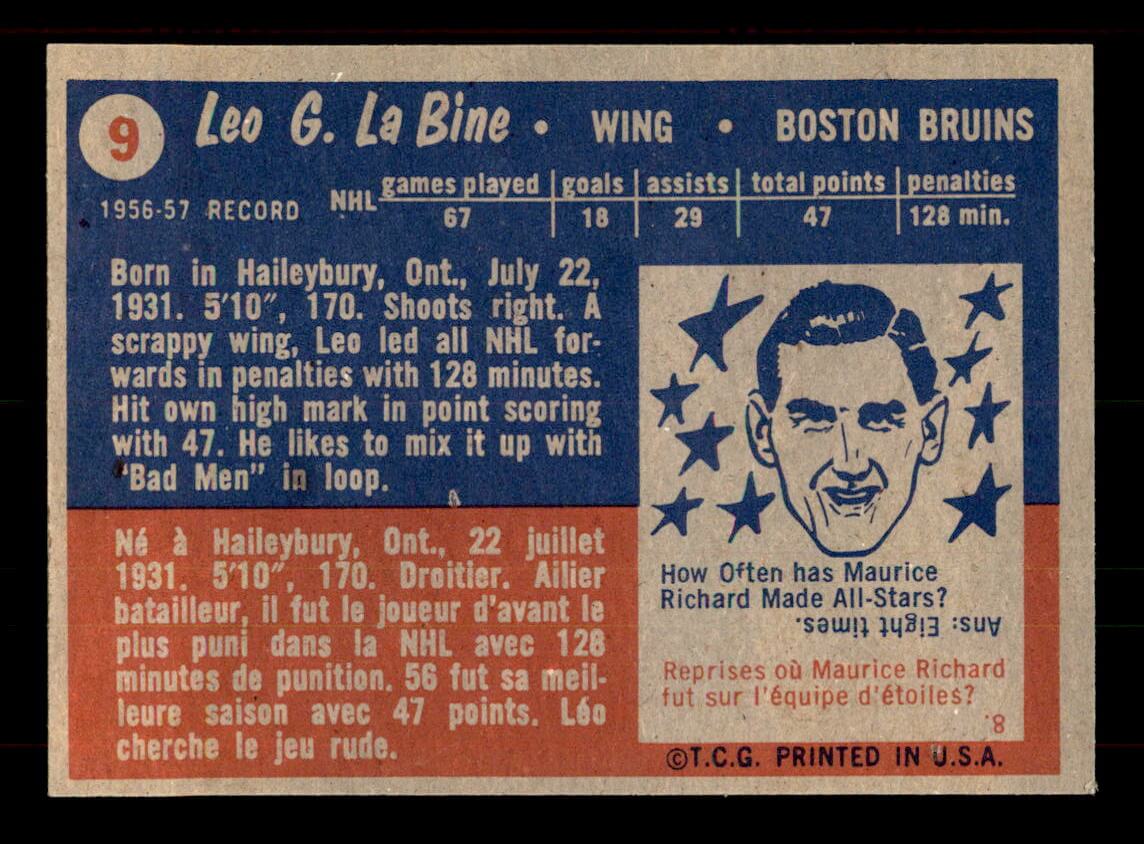 9 Leo G. La Bine • WING • BOSTON BRUINS
1956-57 RECORD NHL games played goals assists total points penalties
67 18 29 47 128 min.
Born in Haileybury, Ont., July 22,
1931. 5'10", 170. Shoots right. A
scrappy wing, Leo led all NHL for-
wards in penalties with 128 minutes.
Hit own high mark in point scoring
with 47. He likes to mix it up with
"Bad Men" in loop.
Né à Haileybury, Ont., 22 juillet
1931. 5'10", 170. Droitier. Ailier
batailleur, il fut le joueur d'avant le
plus puni dans la NHL avec 128
minutes de punition. 56 fut sa meil-
leure saison avec 47 points. Léo
cherche le jeu rude.
How Often has Maurice
Richard Made All-Stars?
Ans: Eight times.
Reprises où Maurice Richard
fut sur l'équipe d'étoiles?
8.
©T.C.G. PRINTED IN U.S.A.